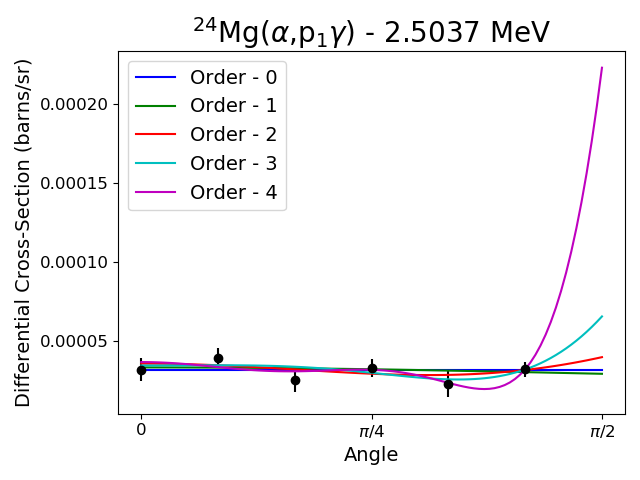 ²⁴Mg(α,p₁γ) - 2.5037 MeV
Differential Cross-Section (barns/sr)
Order - 0
Order - 1
Order - 2
Order - 3
Order - 4
0.00020
0.00015
0.00010
0.00005
0
π/4
π/2
Angle